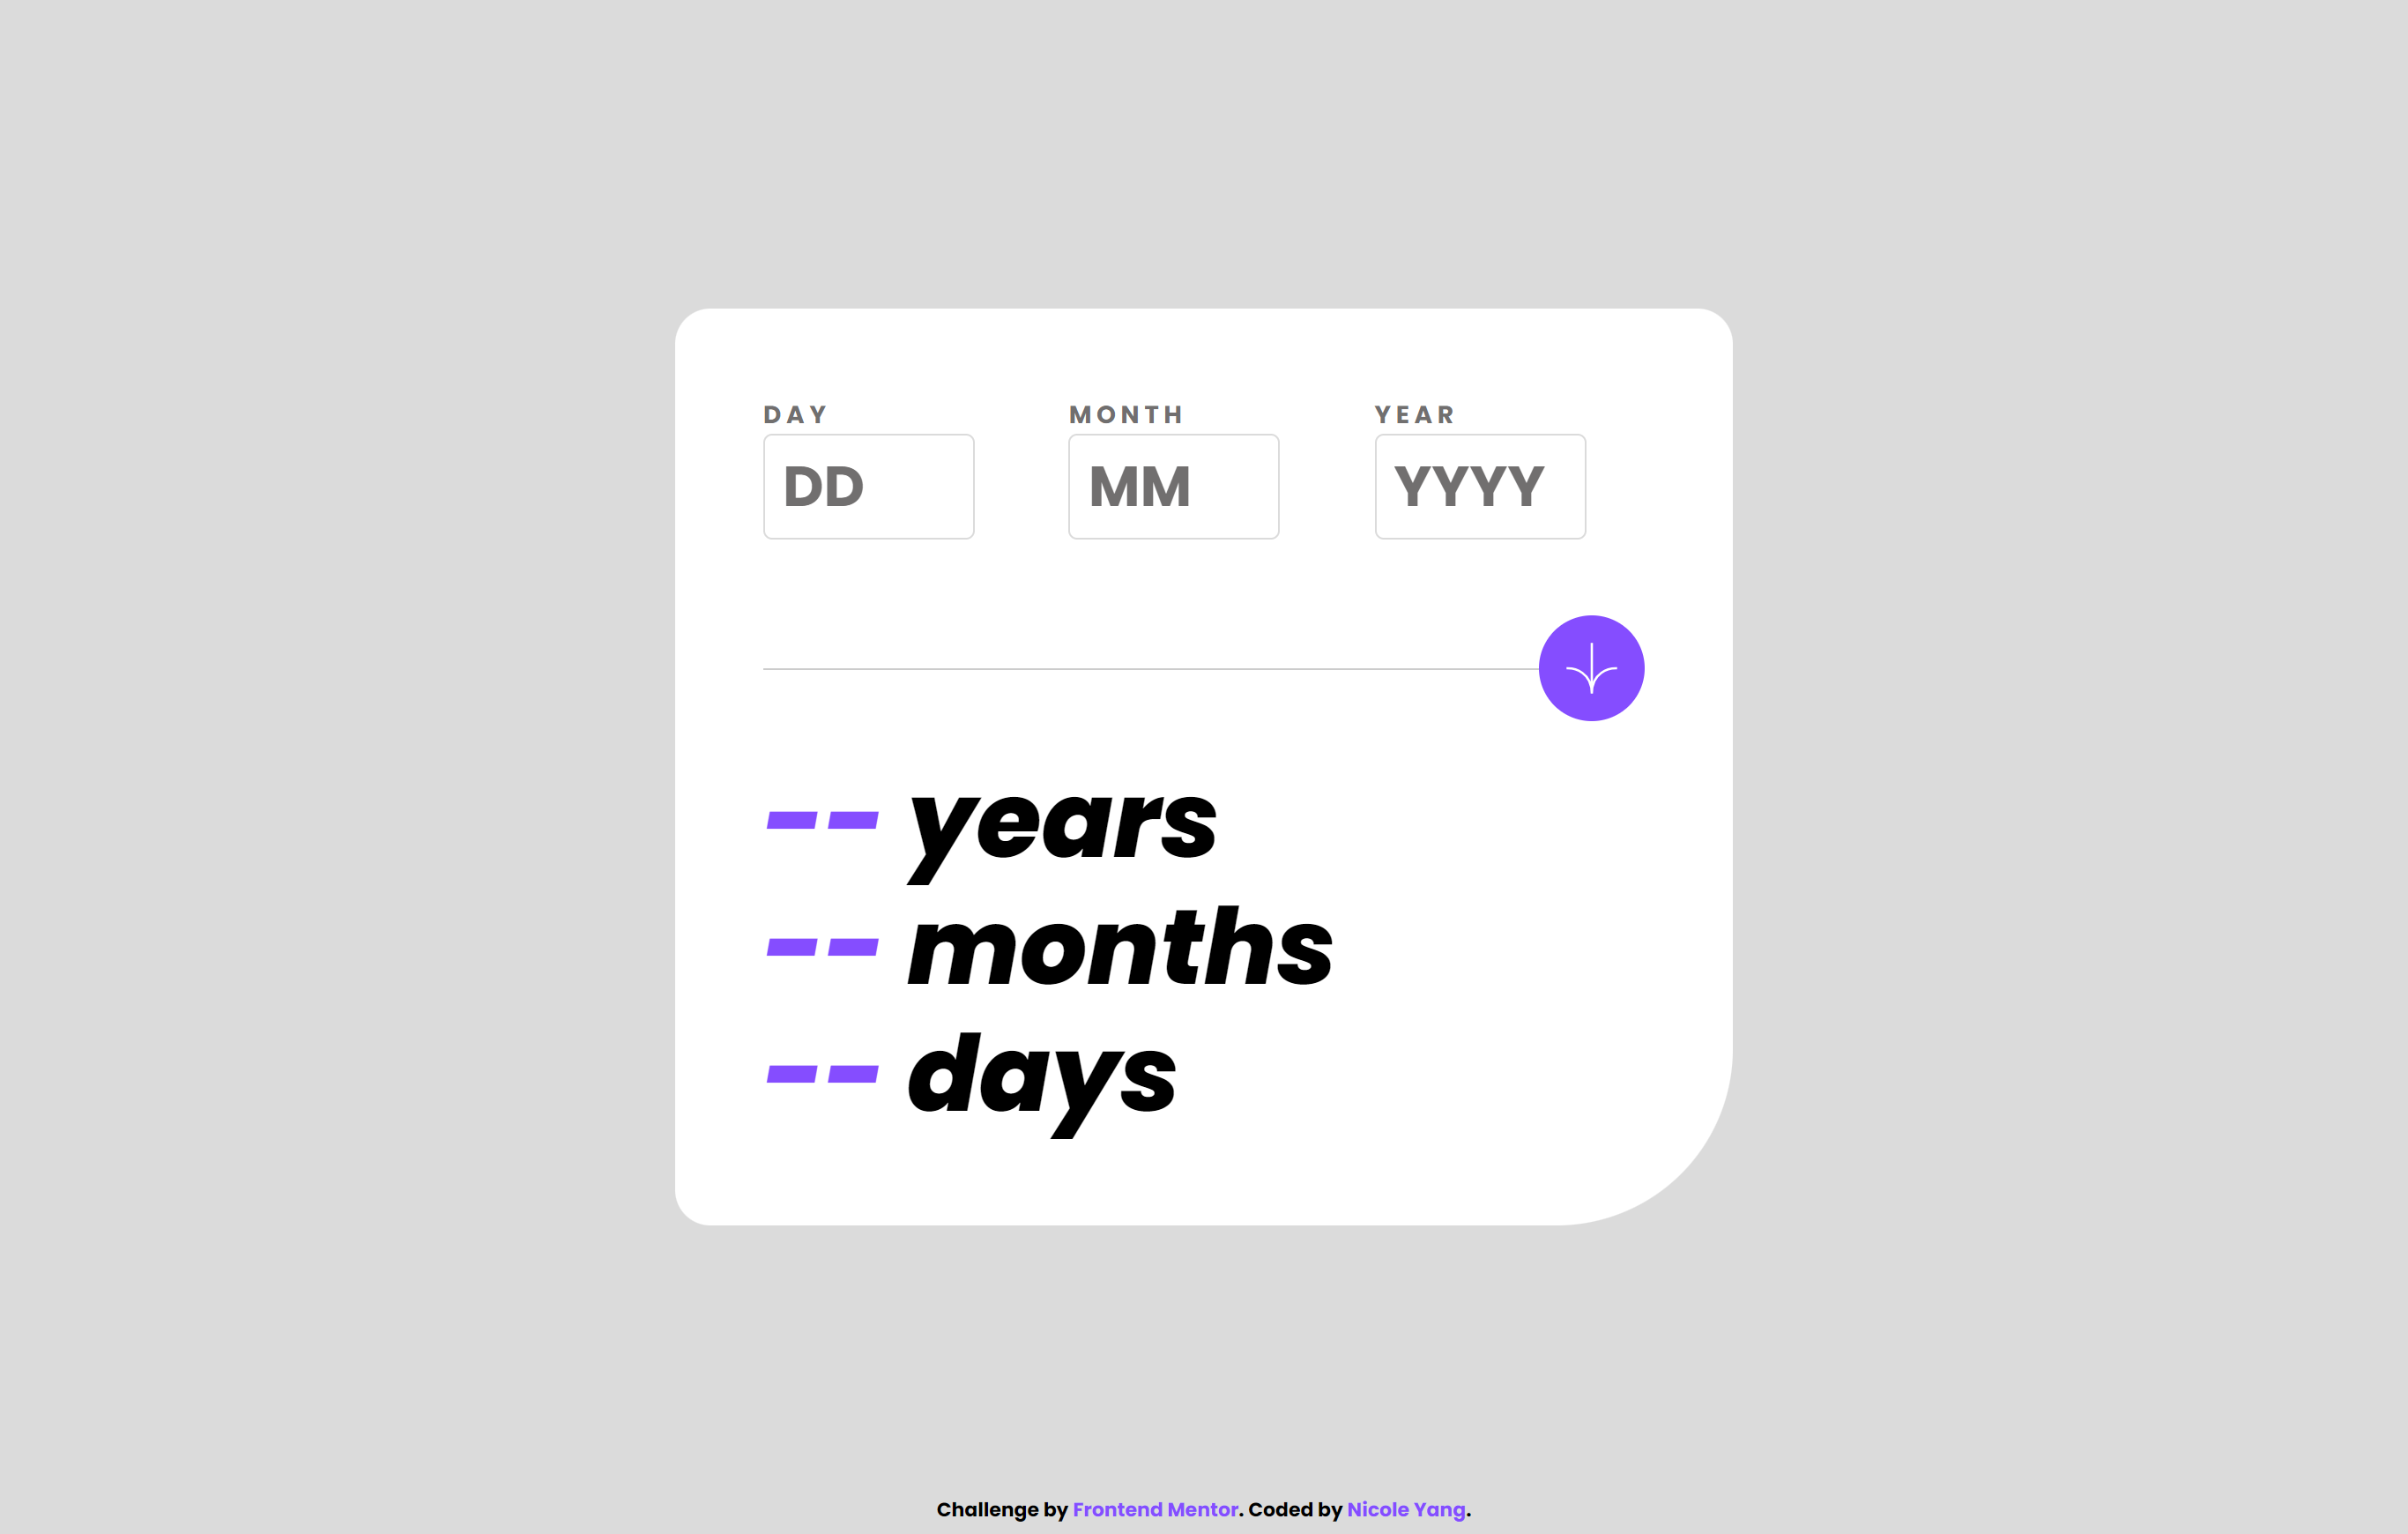 DAY MONTH YEAR
DD MM YYYY
-- years
-- months
-- days
Challenge by Frontend Mentor. Coded by Nicole Yang.